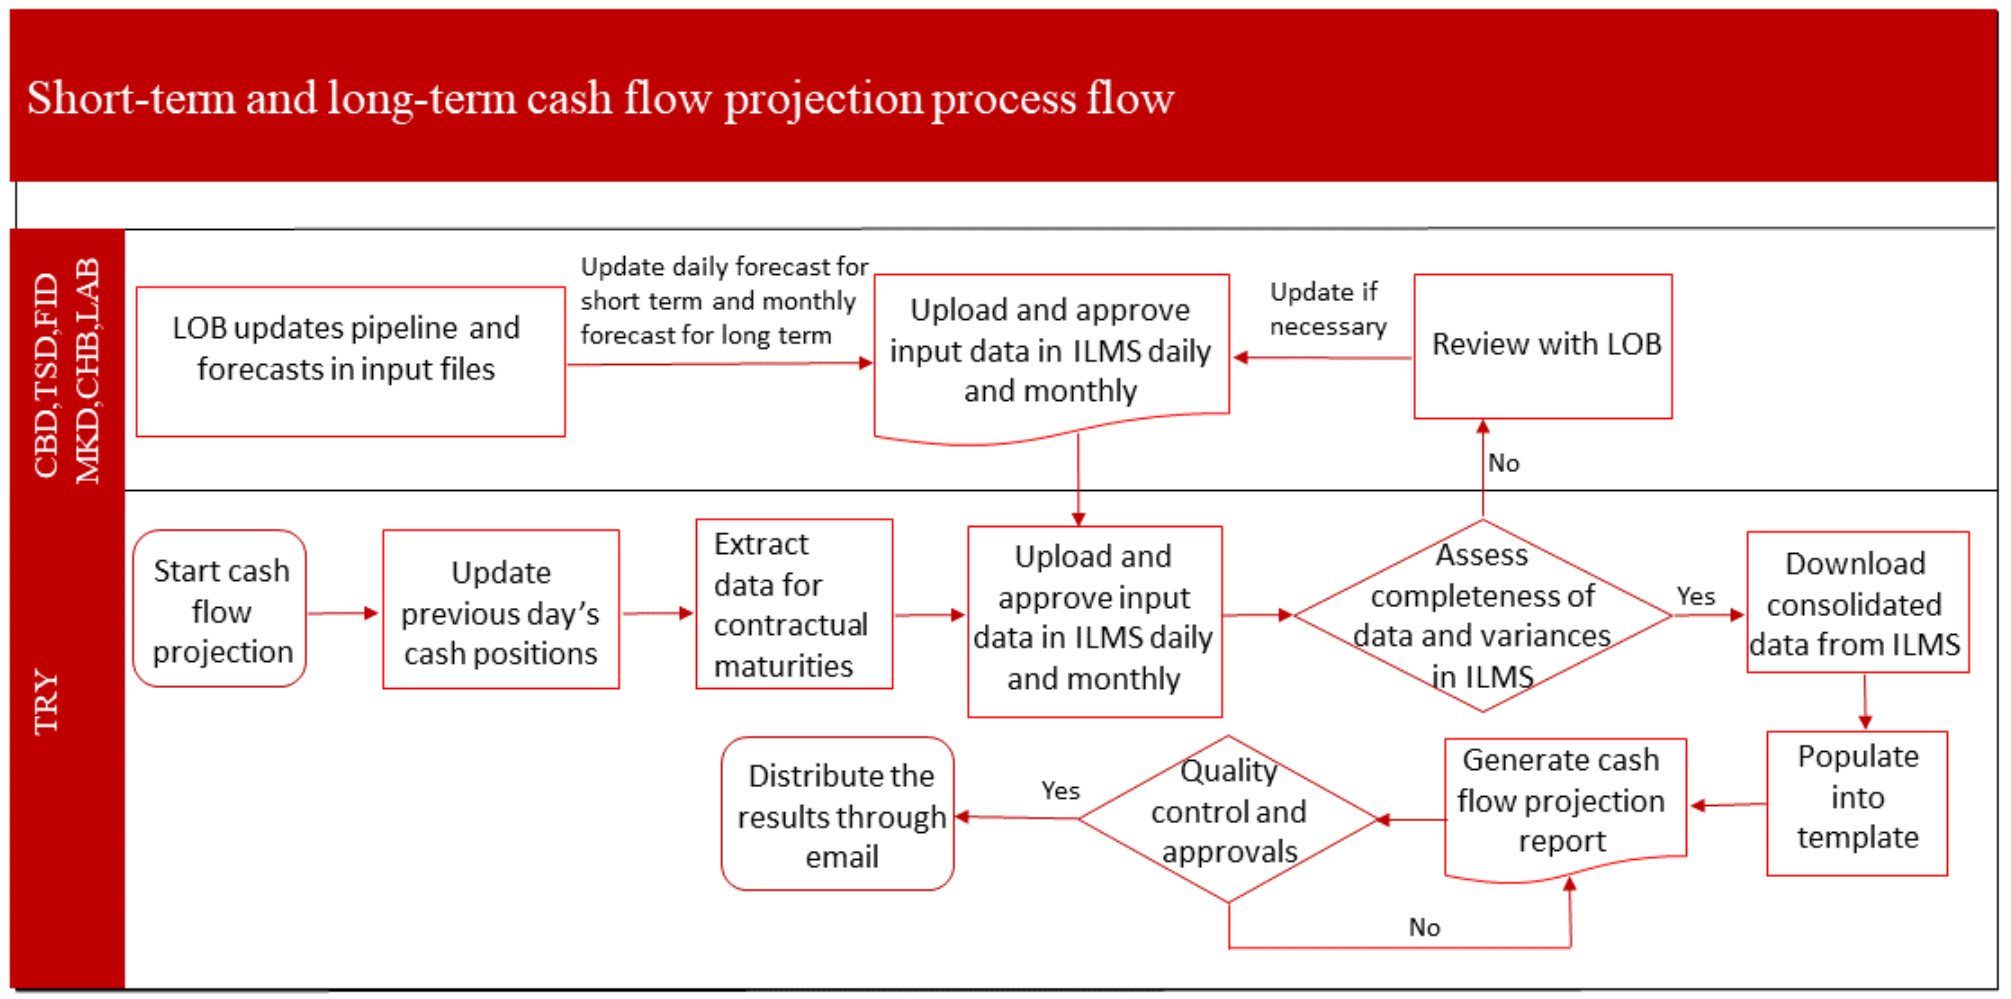 Short-term and long-term cash flow projection process flow
CBD,TSD,FID
MKD,CHB,LAB
LOB updates pipeline and
forecasts in input files
Update daily forecast for
short term and monthly
forecast for long term
Upload and approve
input data in ILMS daily
and monthly
Update if
necessary
Review with LOB
No
TRY
Start cash
flow
projection
Update
previous day's
cash positions
Extract
data for
contractual
maturities
Upload and
approve input
data in ILMS daily
and monthly
Assess
completeness of
data and variances
in ILMS
Yes
Download
consolidated
data from ILMS
Populate
into
template
Generate cash
flow projection
report
Quality
control and
approvals
No
Yes
Distribute the
results through
email